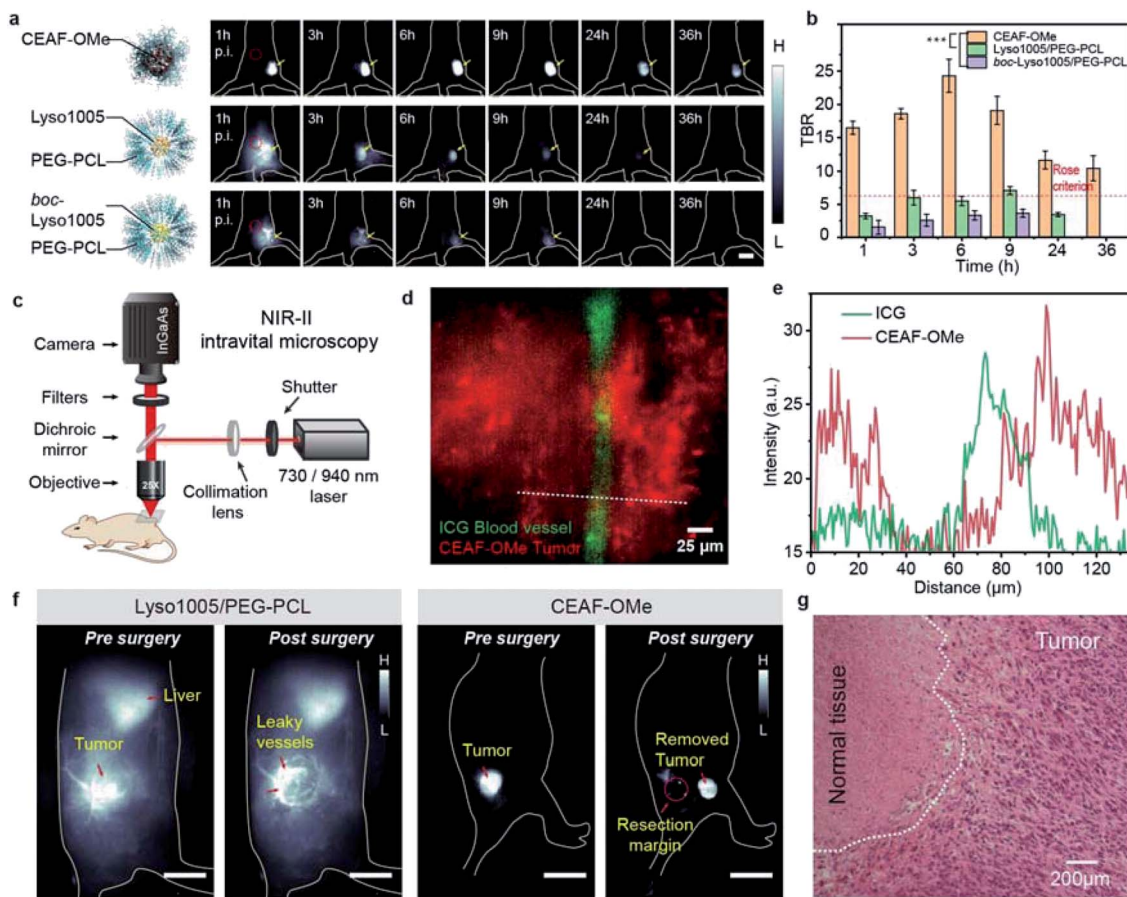 a
CEAF-OMe
Lyso1005
PEG-PCL
boc-
Lyso1005
PEG-PCL
1h
p.i.
3h
6h
9h
24h
36h
1h
p.i.
3h
6h
9h
24h
36h
1h
p.i.
3h
6h
9h
24h
36h
H
L
b
***
CEAF-OMe
Lyso1005/PEG-PCL
boc-Lyso1005/PEG-PCL
TBR
25
20
15
10
5
0
Rose
criterion
1
3
6
9
24
36
Time (h)
c
NIR-II
intravital microscopy
InGaAs
Camera
Filters
Dichroic
mirror
Objective
25X
Shutter
Collimation
lens
730 / 940 nm
laser
d
ICG Blood vessel
CEAF-OMe Tumor
25 μm
e
ICG
CEAF-OMe
Intensity (a.u.)
30
25
20
15
0
20
40
60
80
100
120
Distance (μm)
f
Lyso1005/PEG-PCL
Pre surgery
Liver
Tumor
Post surgery
Leaky
vessels
H
L
CEAF-OMe
Pre surgery
Tumor
Post surgery
Removed
Tumor
Resection
margin
H
L
g
Normal tissue
Tumor
200μm